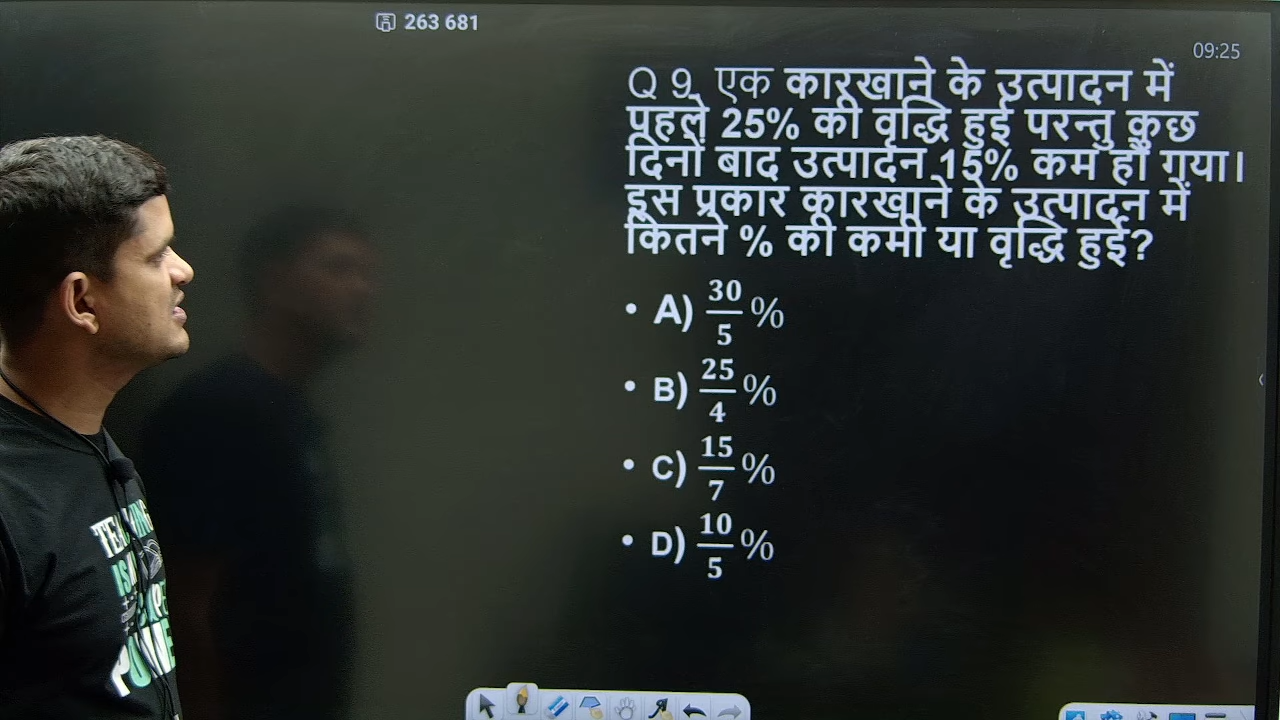 263 681
09:25
Q 9. एक कारखाने के उत्पादन में
पहले 25% की वृद्धि हुई परन्तु कुछ
दिनों बाद उत्पादन 15% कम हो गया।
इस प्रकार कारखाने के उत्पादन में
कितने % की कमी या वृद्धि हुई?
• A) 30/5 %
• B) 25/4 %
• C) 15/7 %
• D) 10/5 %